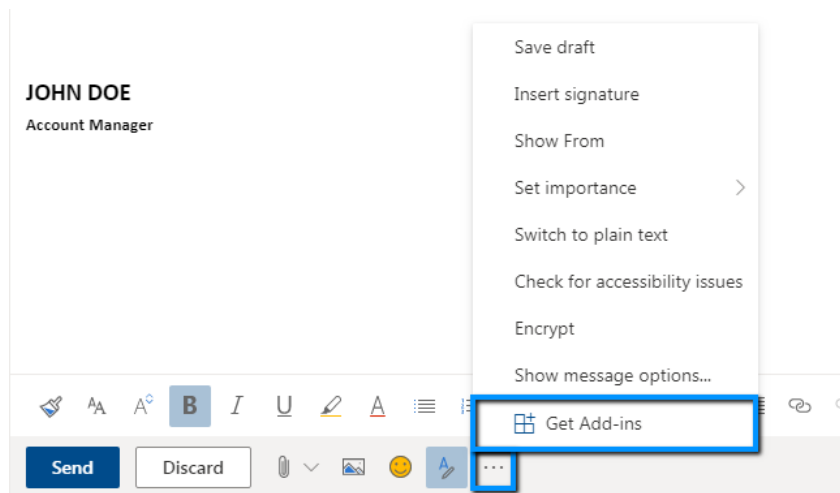 JOHN DOE
Account Manager
Save draft
Insert signature
Show From
Set importance
Switch to plain text
Check for accessibility issues
Encrypt
Show message options...
Get Add-ins
AA A B I U A
Send Discard A ...